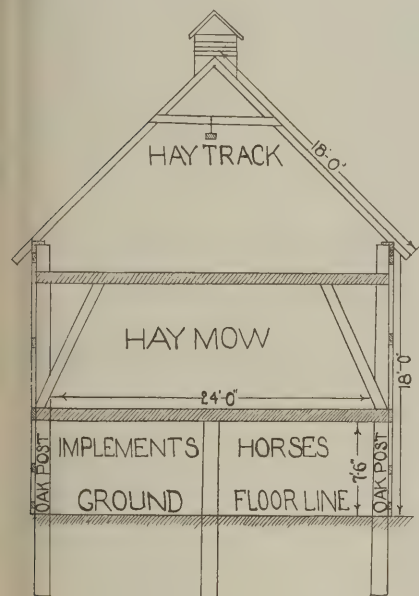 18'-0"
HAY TRACK
HAY MOW
18'-0"
24'-0"
IMPLEMENTS HORSES
7'6"
OAK POST
OAK POST
GROUND FLOOR LINE